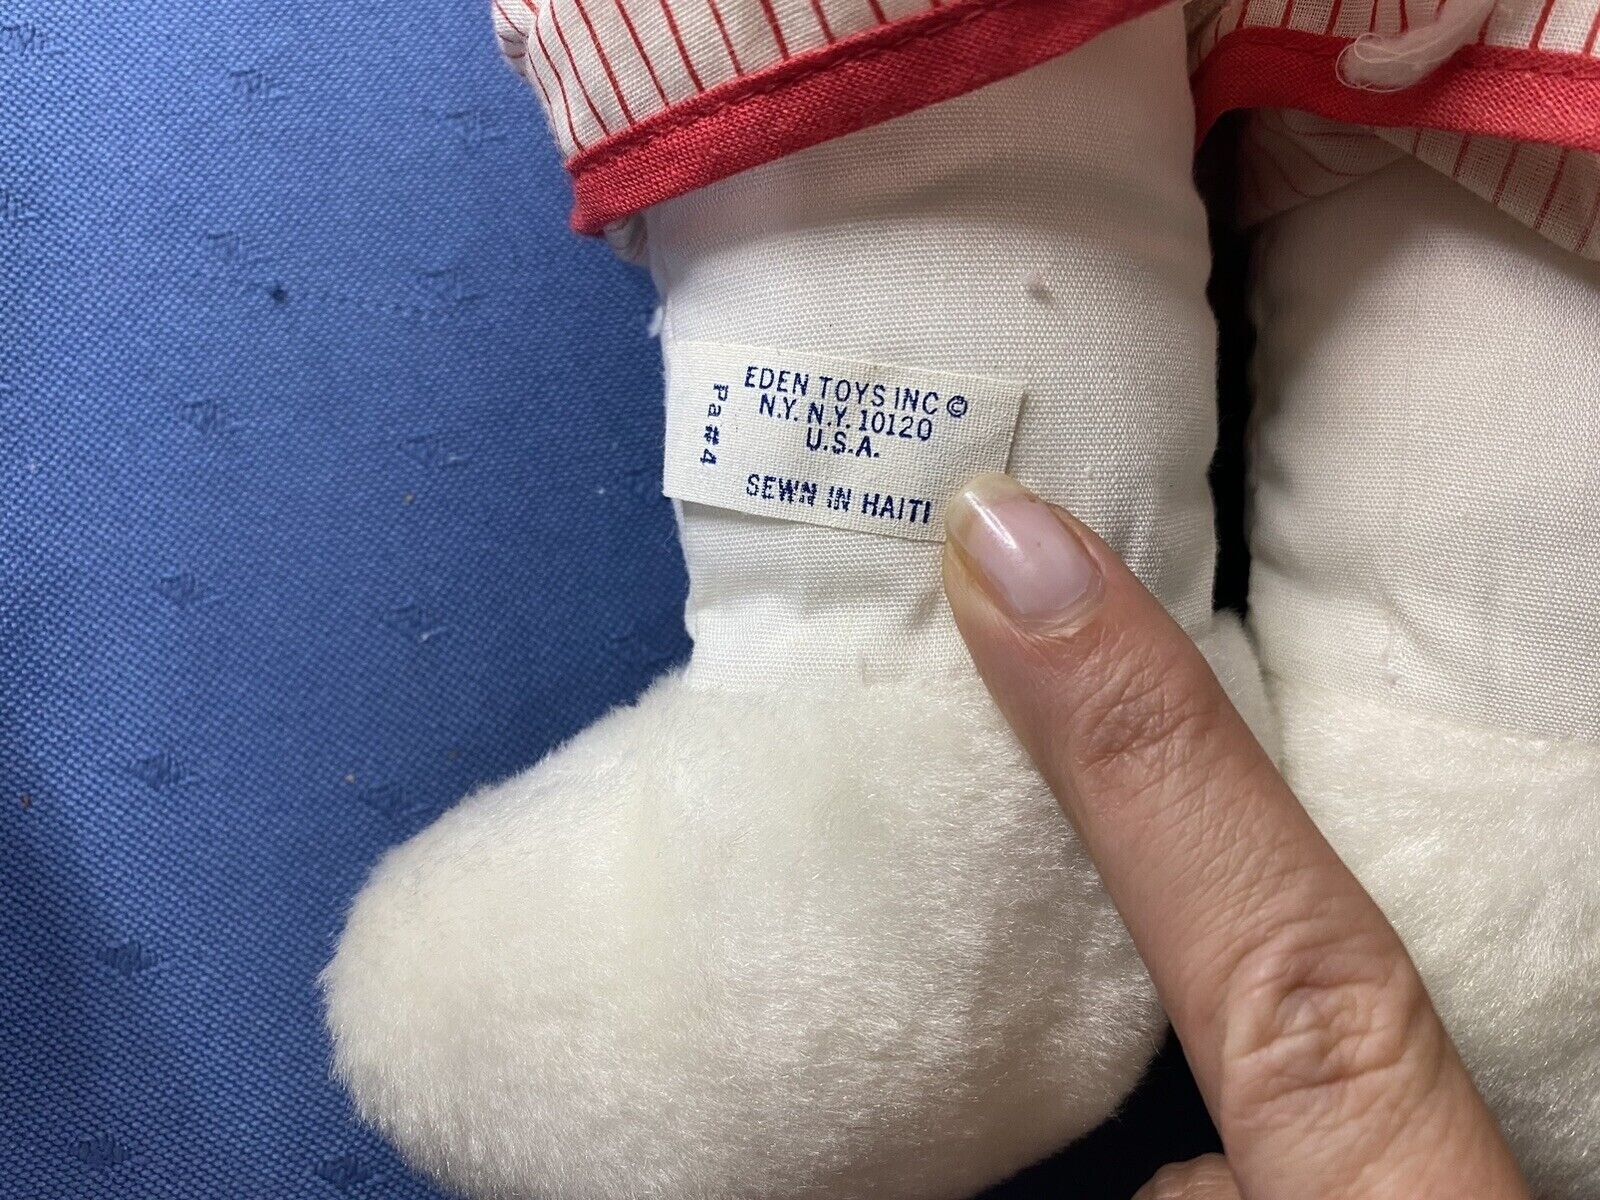 EDEN TOYS INC ©
N.Y. N.Y. 10120
U.S.A.
SEWN IN HAITI
Pa#4